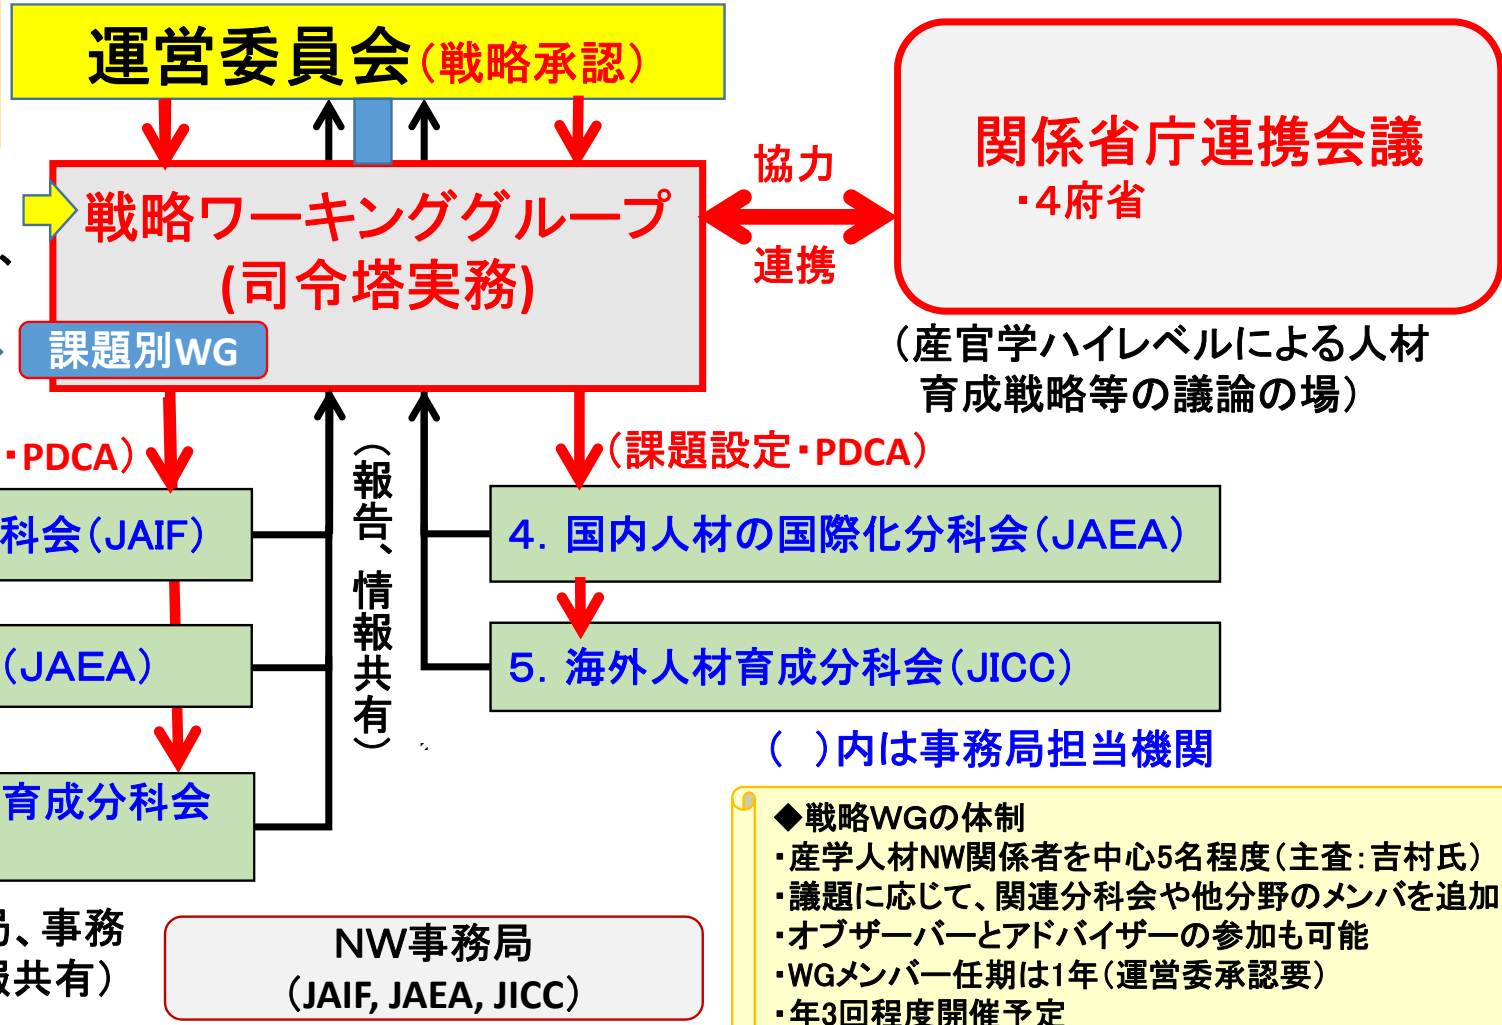 運営委員会（戦略承認）
戦略ワーキンググループ
(司令塔実務)
課題別WG
協力
連携
関係省庁連携会議
・4府省
（産官学ハイレベルによる人材
育成戦略等の議論の場）
・PDCA）
（課題設定・PDCA）
（報告、情報共有）
科会（JAIF）
（JAEA）
育成分科会
4．国内人材の国際化分科会（JAEA）
5．海外人材育成分科会（JICC）
（　）内は事務局担当機関
、事務
共有）
NW事務局
（JAIF, JAEA, JICC）
◆戦略WGの体制
・産学人材NW関係者を中心5名程度（主査：吉村氏）
・議題に応じて、関連分科会や他分野のメンバを追加
・オブザーバーとアドバイザーの参加も可能
・WGメンバー任期は1年（運営委承認要）
・年3回程度開催予定